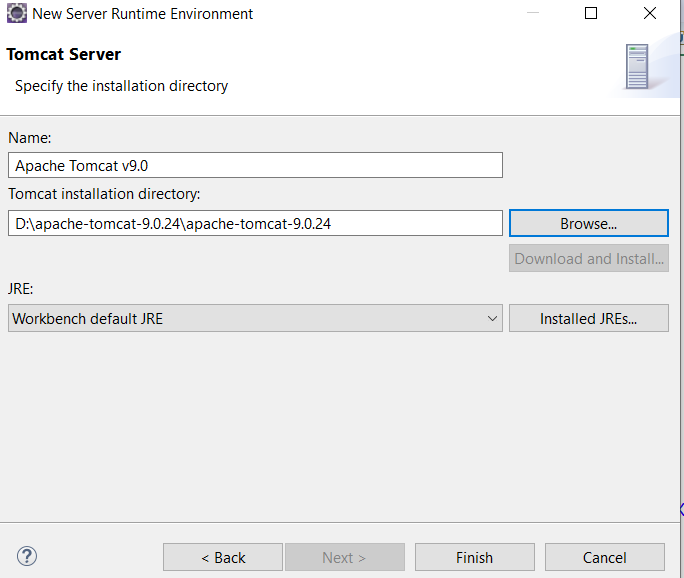 New Server Runtime Environment
Tomcat Server
Specify the installation directory
Name:
Apache Tomcat v9.0
Tomcat installation directory:
D:\apache-tomcat-9.0.24\apache-tomcat-9.0.24
Browse...
Download and Install...
JRE:
Workbench default JRE
Installed JREs...
?
< Back
Next >
Finish
Cancel